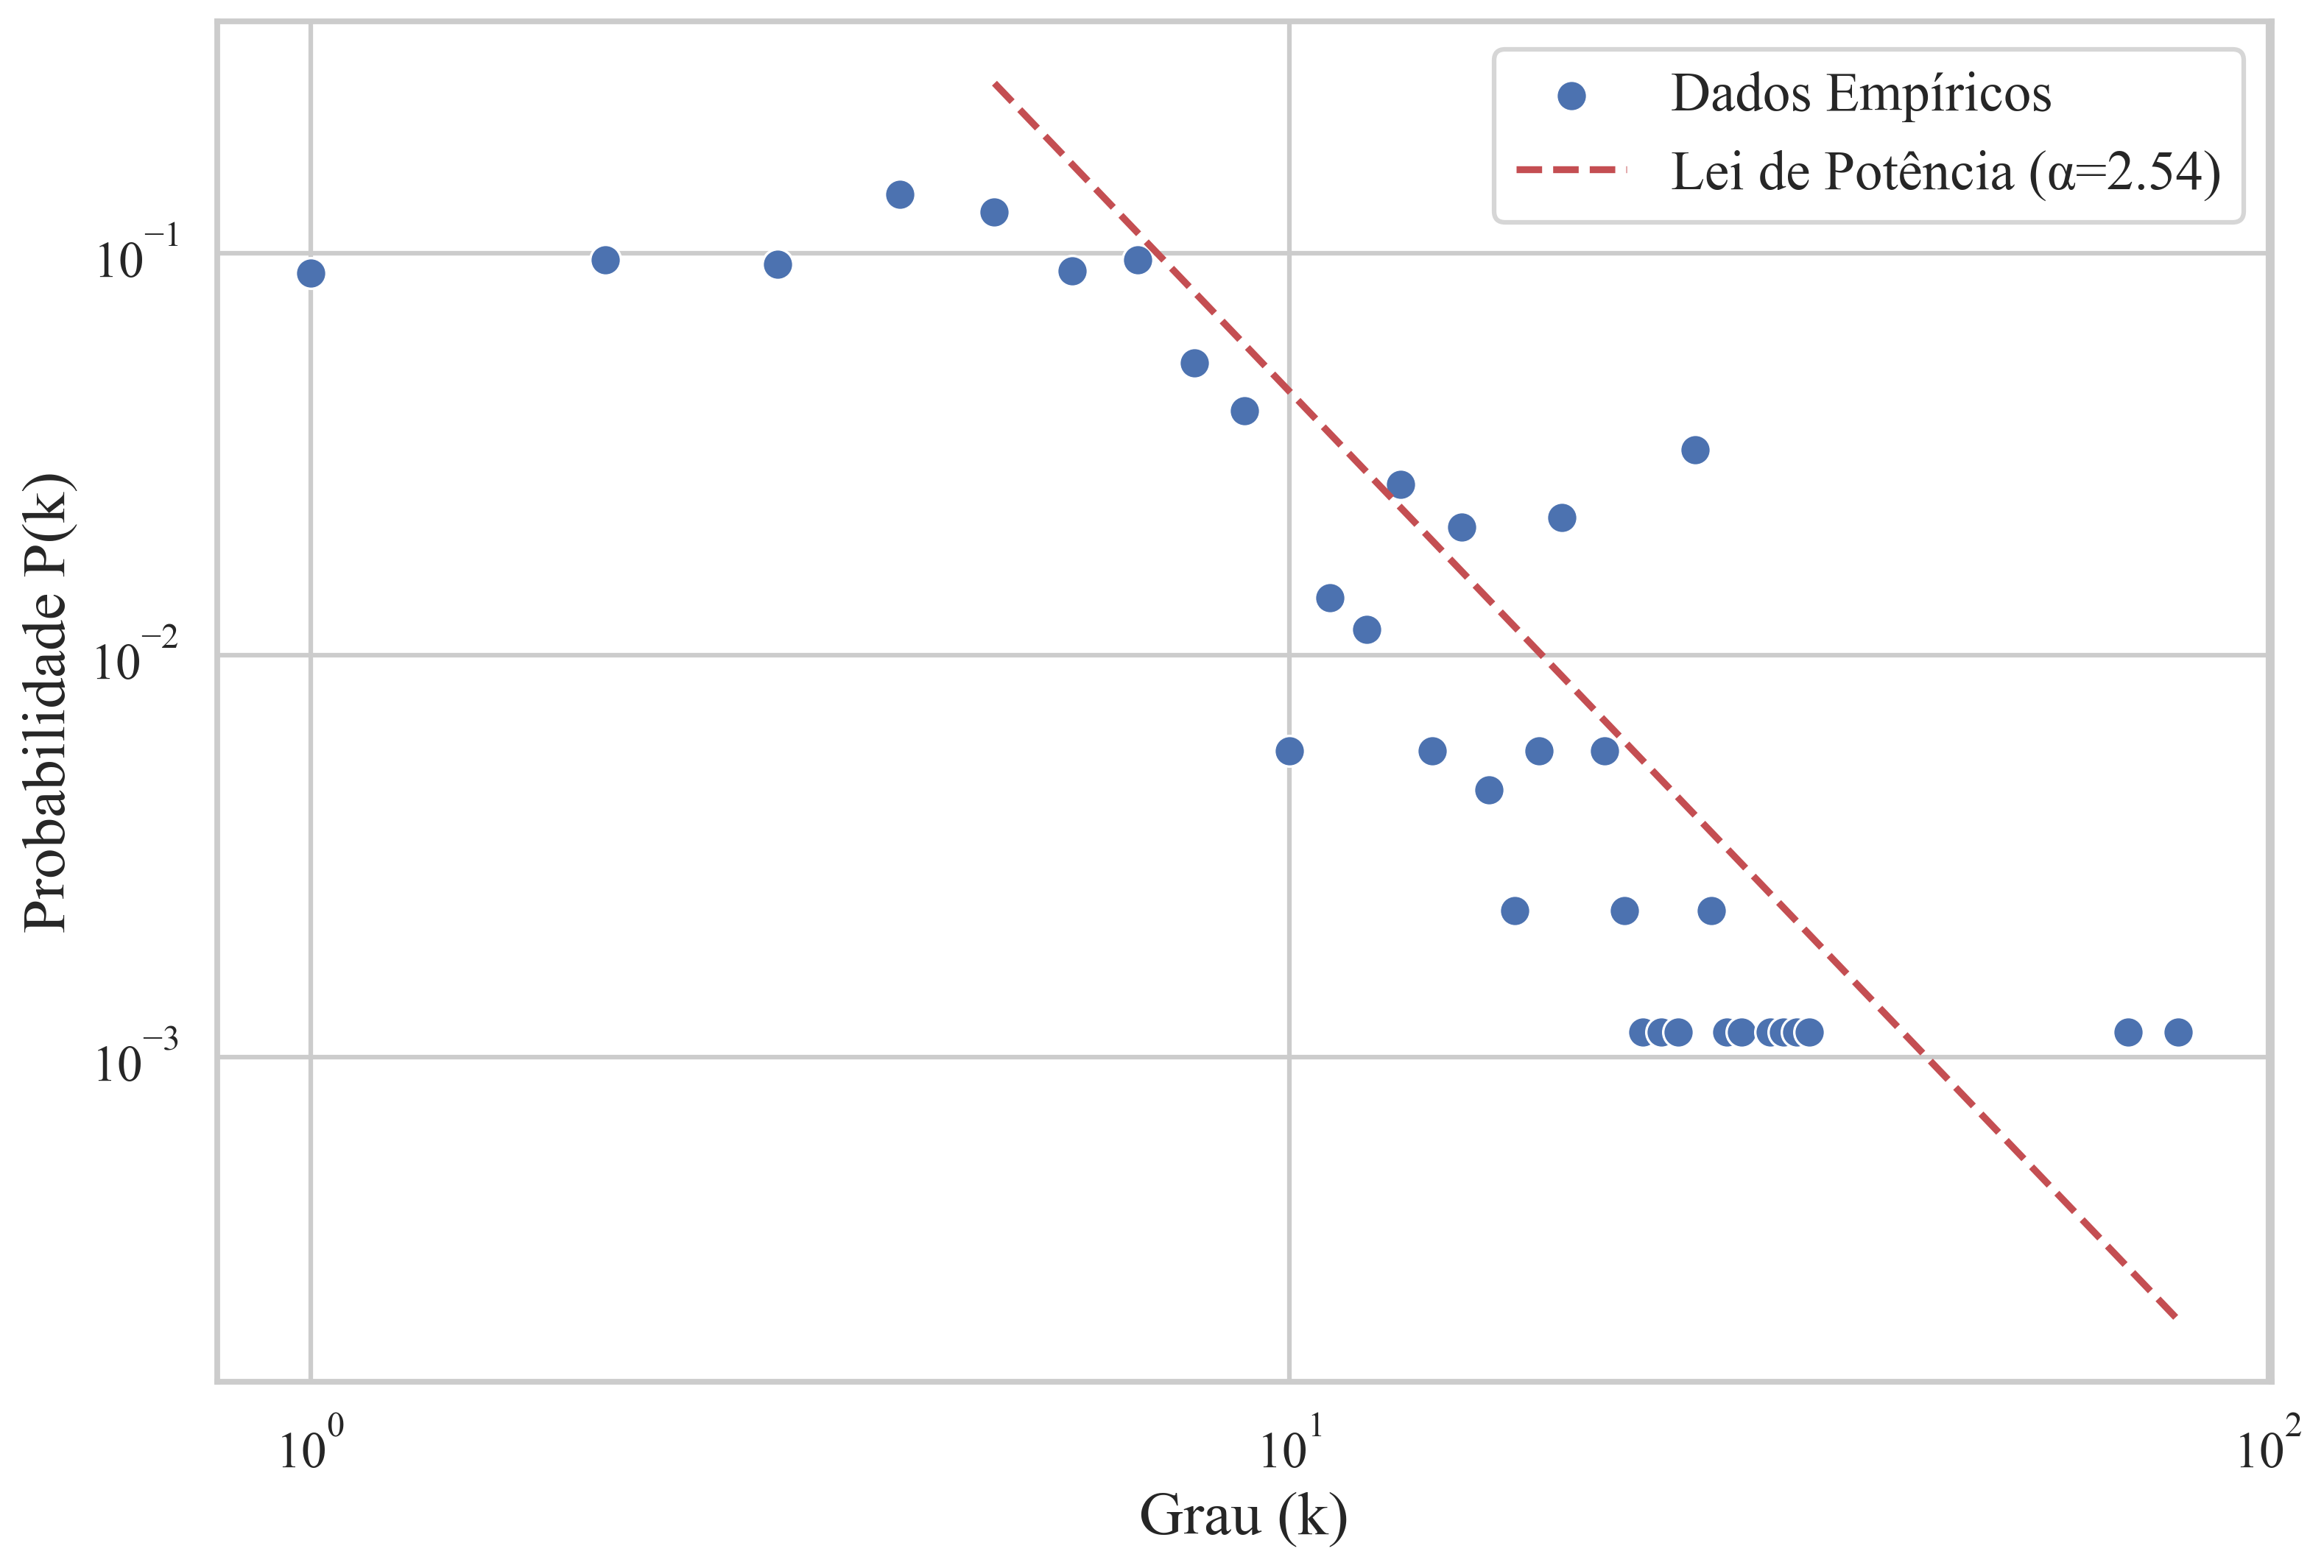 Dados Empíricos
Lei de Potência (α=2.54)
Probabilidade P(k)
10⁻¹
10⁻²
10⁻³
10⁰
10¹
10²
Grau (k)